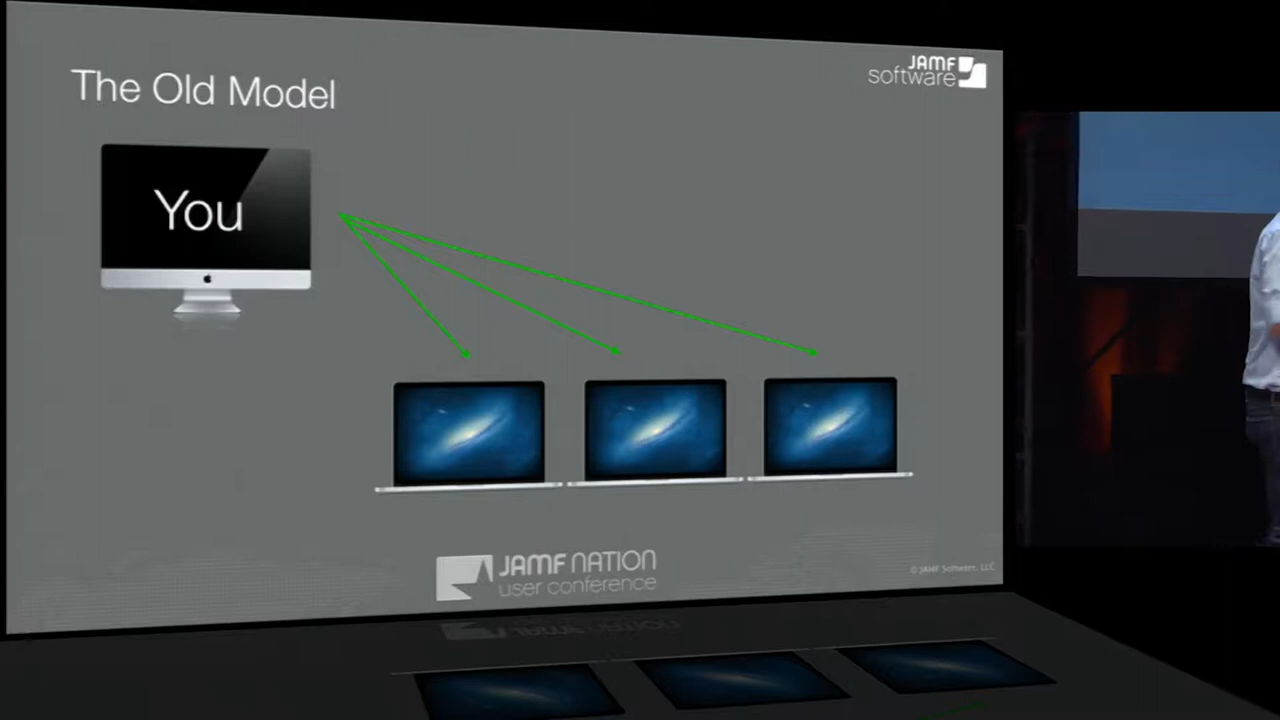 The Old Model
JAMF
software
You
JAMF NATION
user conference
© JAMF Software, LLC